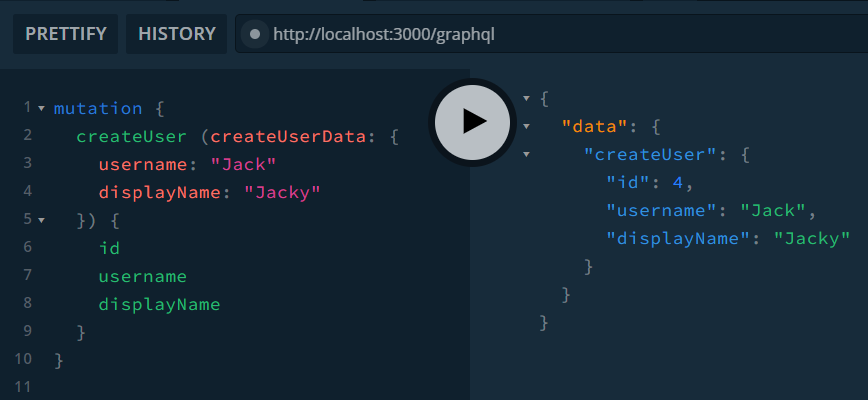 PRETTIFY HISTORY http://localhost:3000/graphql
1 mutation {
2 createUser (createUserData: {
3 username: "Jack"
4 displayName: "Jacky"
5 }) {
6 id
7 username
8 displayName
9 }
10 }
11
{
"data": {
"createUser": {
"id": 4,
"username": "Jack",
"displayName": "Jacky"
}
}
}